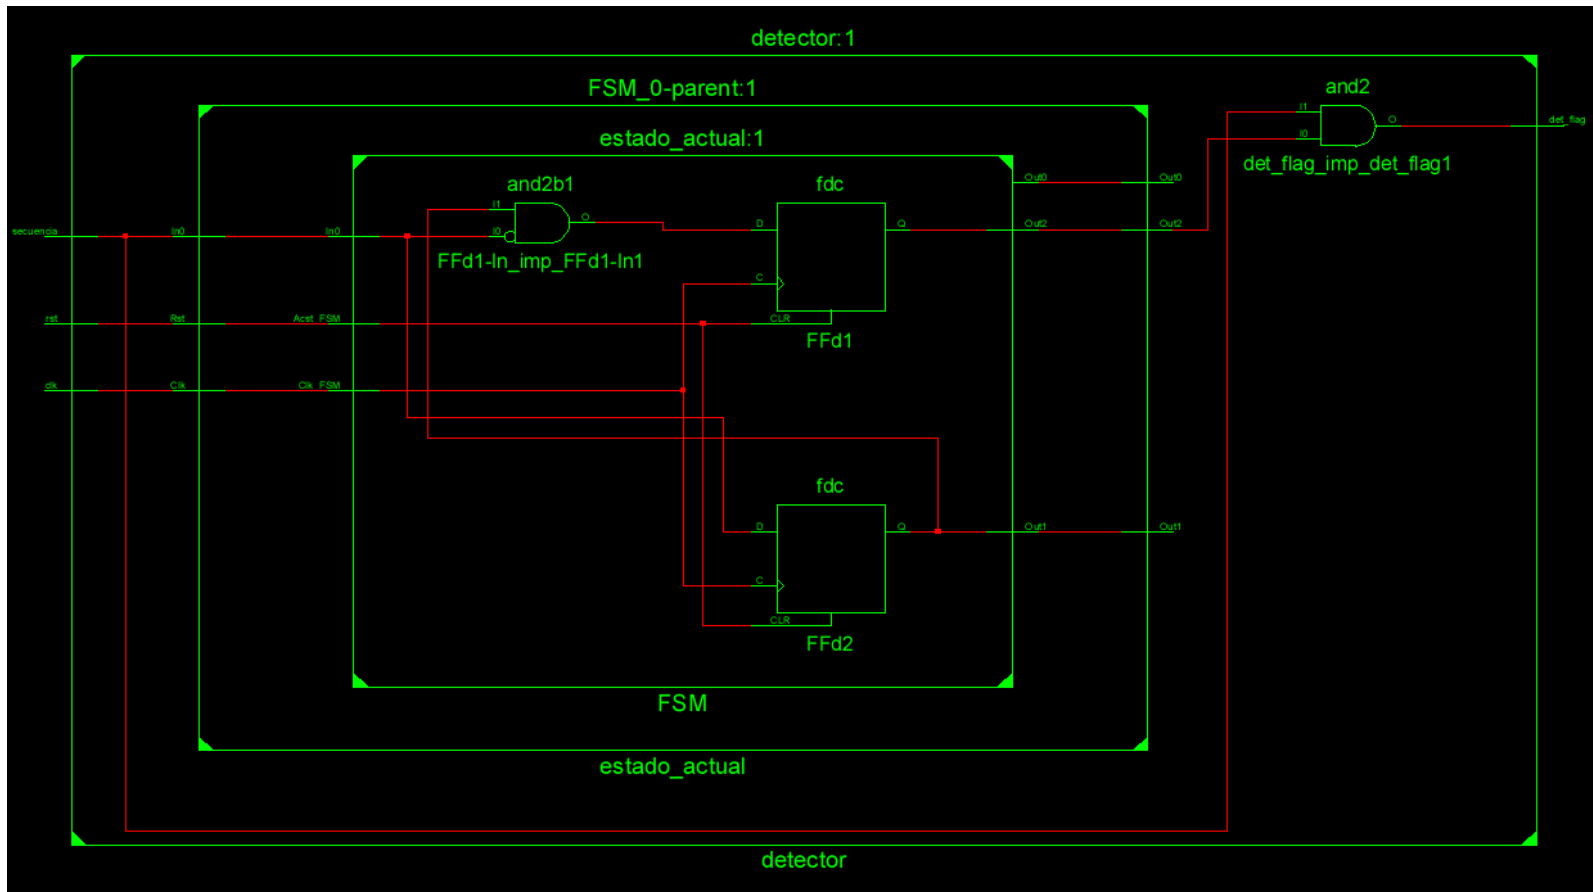 detector:1
FSM_0-parent:1
and2
I1
O
I0
det_flag
det_flag_imp_det_flag1
estado_actual:1
and2b1
fdc
Out0
Out0
I1
O
I0
D
Q
Out2
Out2
secuencia
In0
In0
FFd1-In_imp_FFd1-In1
C
rst
Rst
CLR
FFd1
clk
Clk
Clk_FSM
fdc
D
Q
Out1
Out1
C
CLR
FFd2
FSM
estado_actual
detector